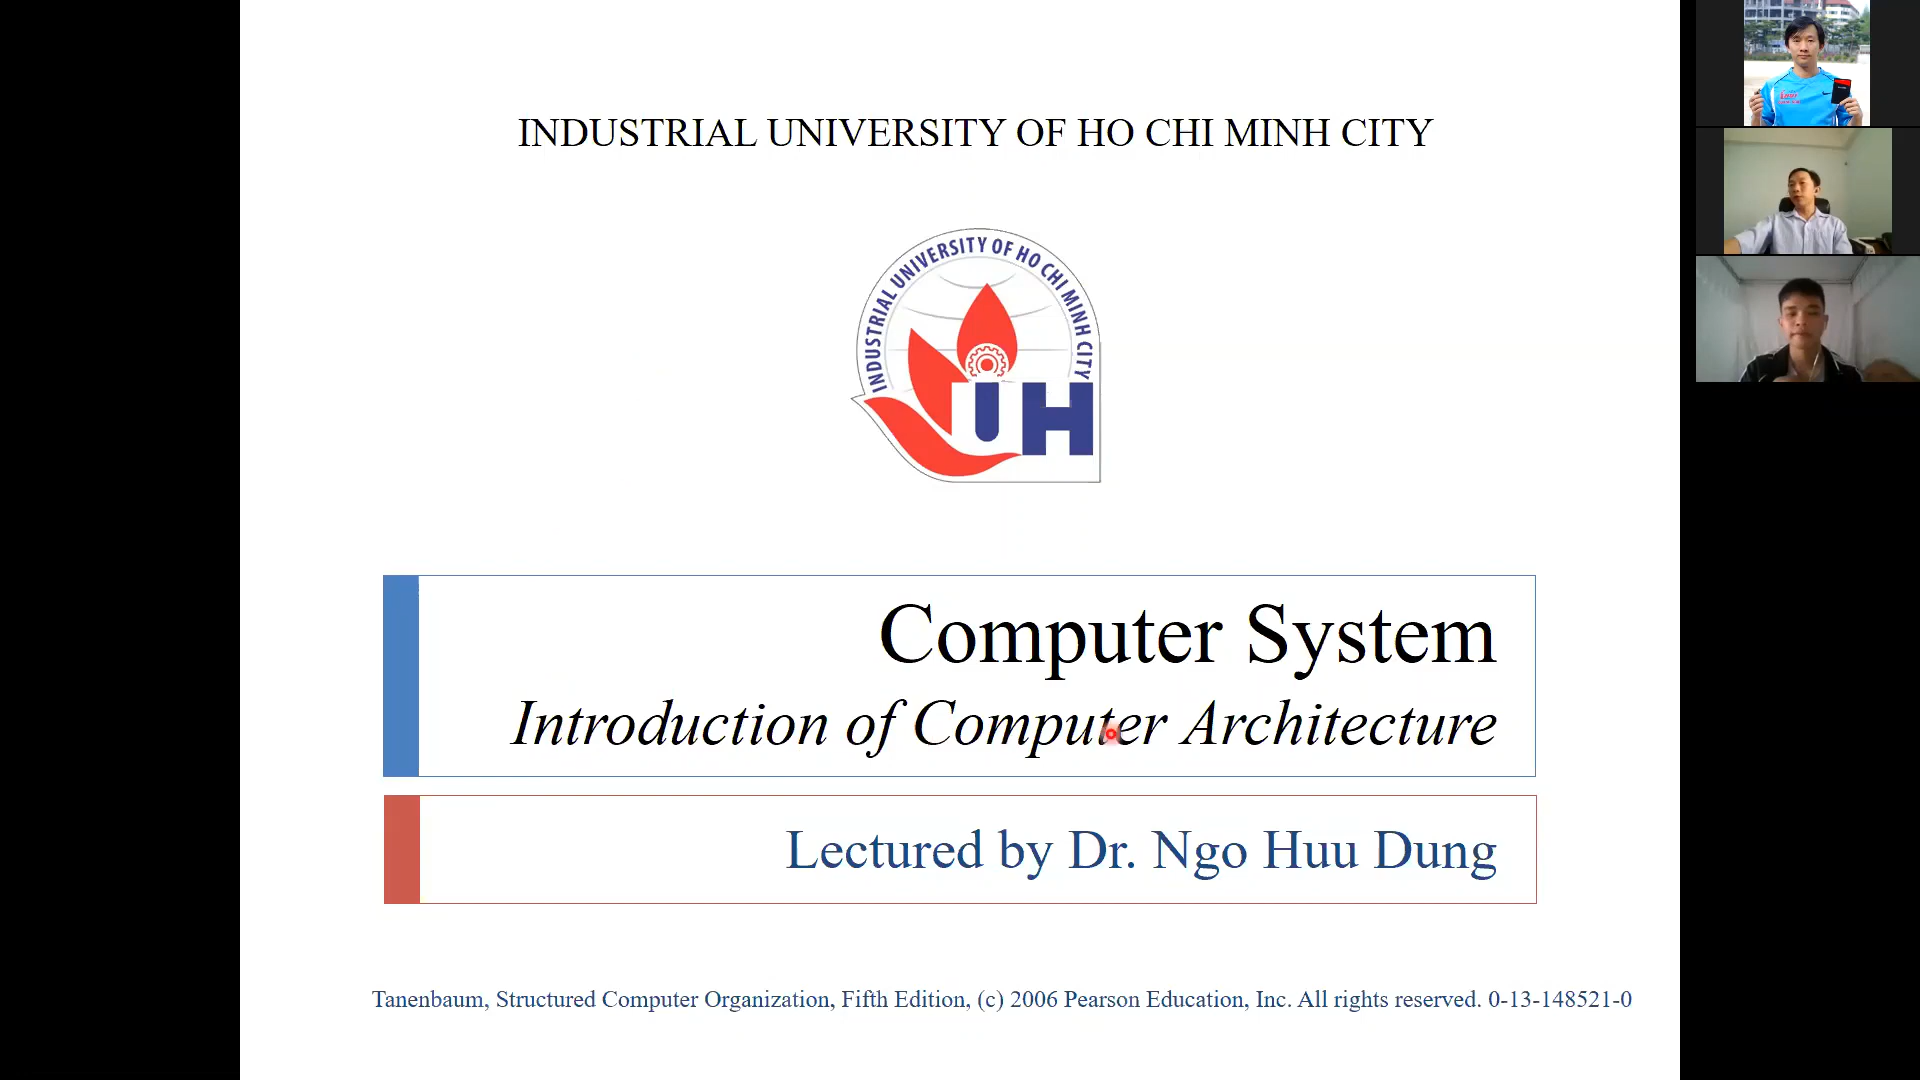 INDUSTRIAL UNIVERSITY OF HO CHI MINH CITY
INDUSTRIAL UNIVERSITY OF HO CHI MINH CITY
UH
Computer System
Introduction of Computer Architecture
Lectured by Dr. Ngo Huu Dung
Tanenbaum, Structured Computer Organization, Fifth Edition, (c) 2006 Pearson Education, Inc. All rights reserved. 0-13-148521-0